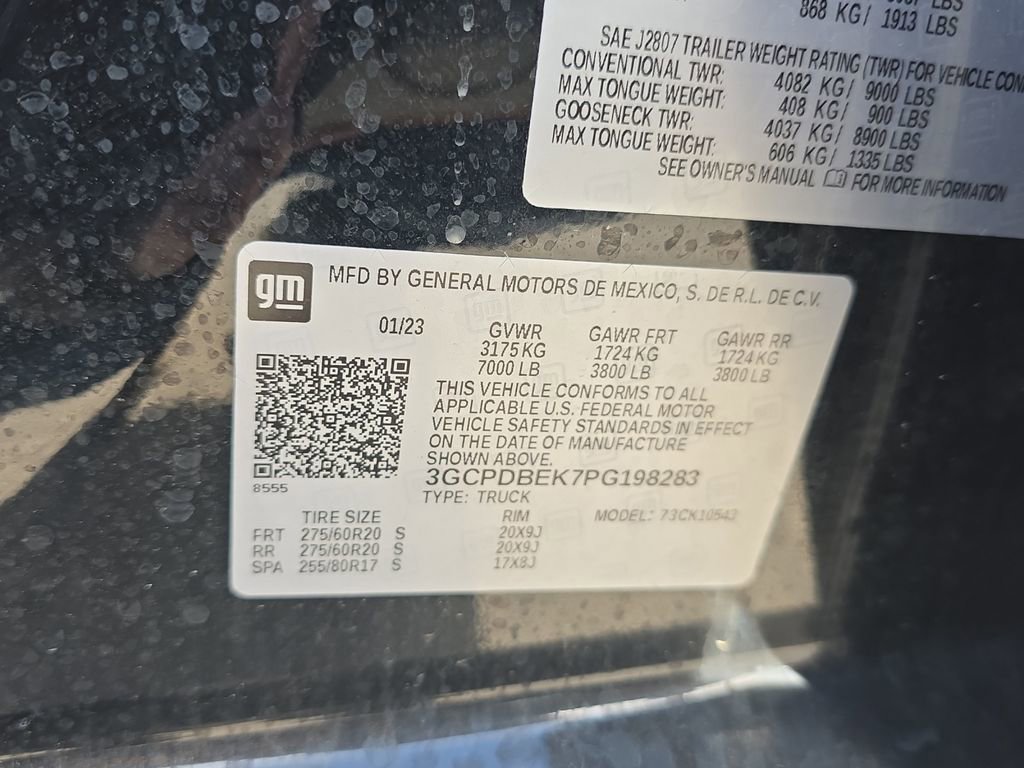 868 KG/ 1913 LBS
SAE J2807 TRAILER WEIGHT RATING (TWR) FOR VEHICLE
CONVENTIONAL TWR: 4082 KG/ 9000 LBS
MAX TONGUE WEIGHT: 408 KG/ 900 LBS
GOOSENECK TWR: 4037 KG/ 8900 LBS
MAX TONGUE WEIGHT: 606 KG/ 1335 LBS
SEE OWNER'S MANUAL FOR MORE INFORMATION
gm
MFD BY GENERAL MOTORS DE MEXICO, S. DE R.L. DE C.V.
01/23 GVWR GAWR FRT GAWR RR
3175 KG 1724 KG 1724 KG
7000 LB 3800 LB 3800 LB
THIS VEHICLE CONFORMS TO ALL
APPLICABLE U.S. FEDERAL MOTOR
VEHICLE SAFETY STANDARDS IN EFFECT
ON THE DATE OF MANUFACTURE
SHOWN ABOVE.
3GCPDBEK7PG198283
8555
TYPE: TRUCK
TIRE SIZE RIM MODEL: 73CK10543
FRT 275/60R20 S 20X9J
RR 275/60R20 S 20X9J
SPA 255/80R17 S 17X8J